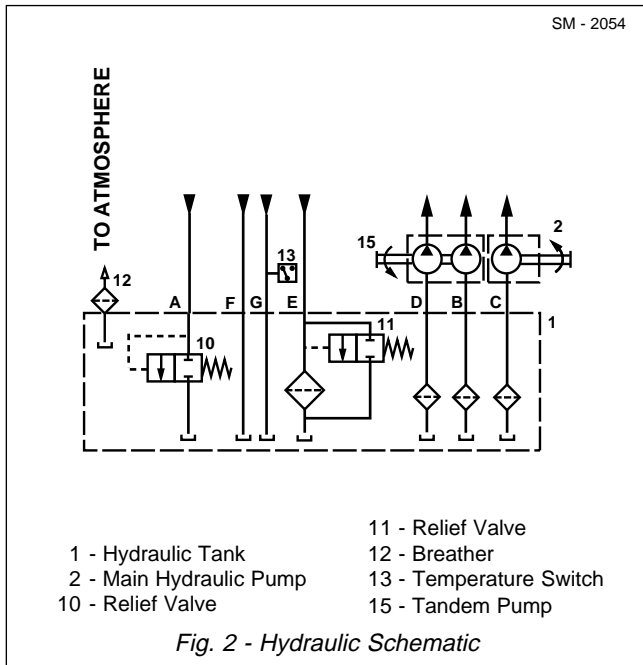 SM - 2054
TO ATMOSPHERE
12
A
F
G
13
E
15
2
D
B
C
1
10
11
1 - Hydraulic Tank
2 - Main Hydraulic Pump
10 - Relief Valve
11 - Relief Valve
12 - Breather
13 - Temperature Switch
15 - Tandem Pump
Fig. 2 - Hydraulic Schematic